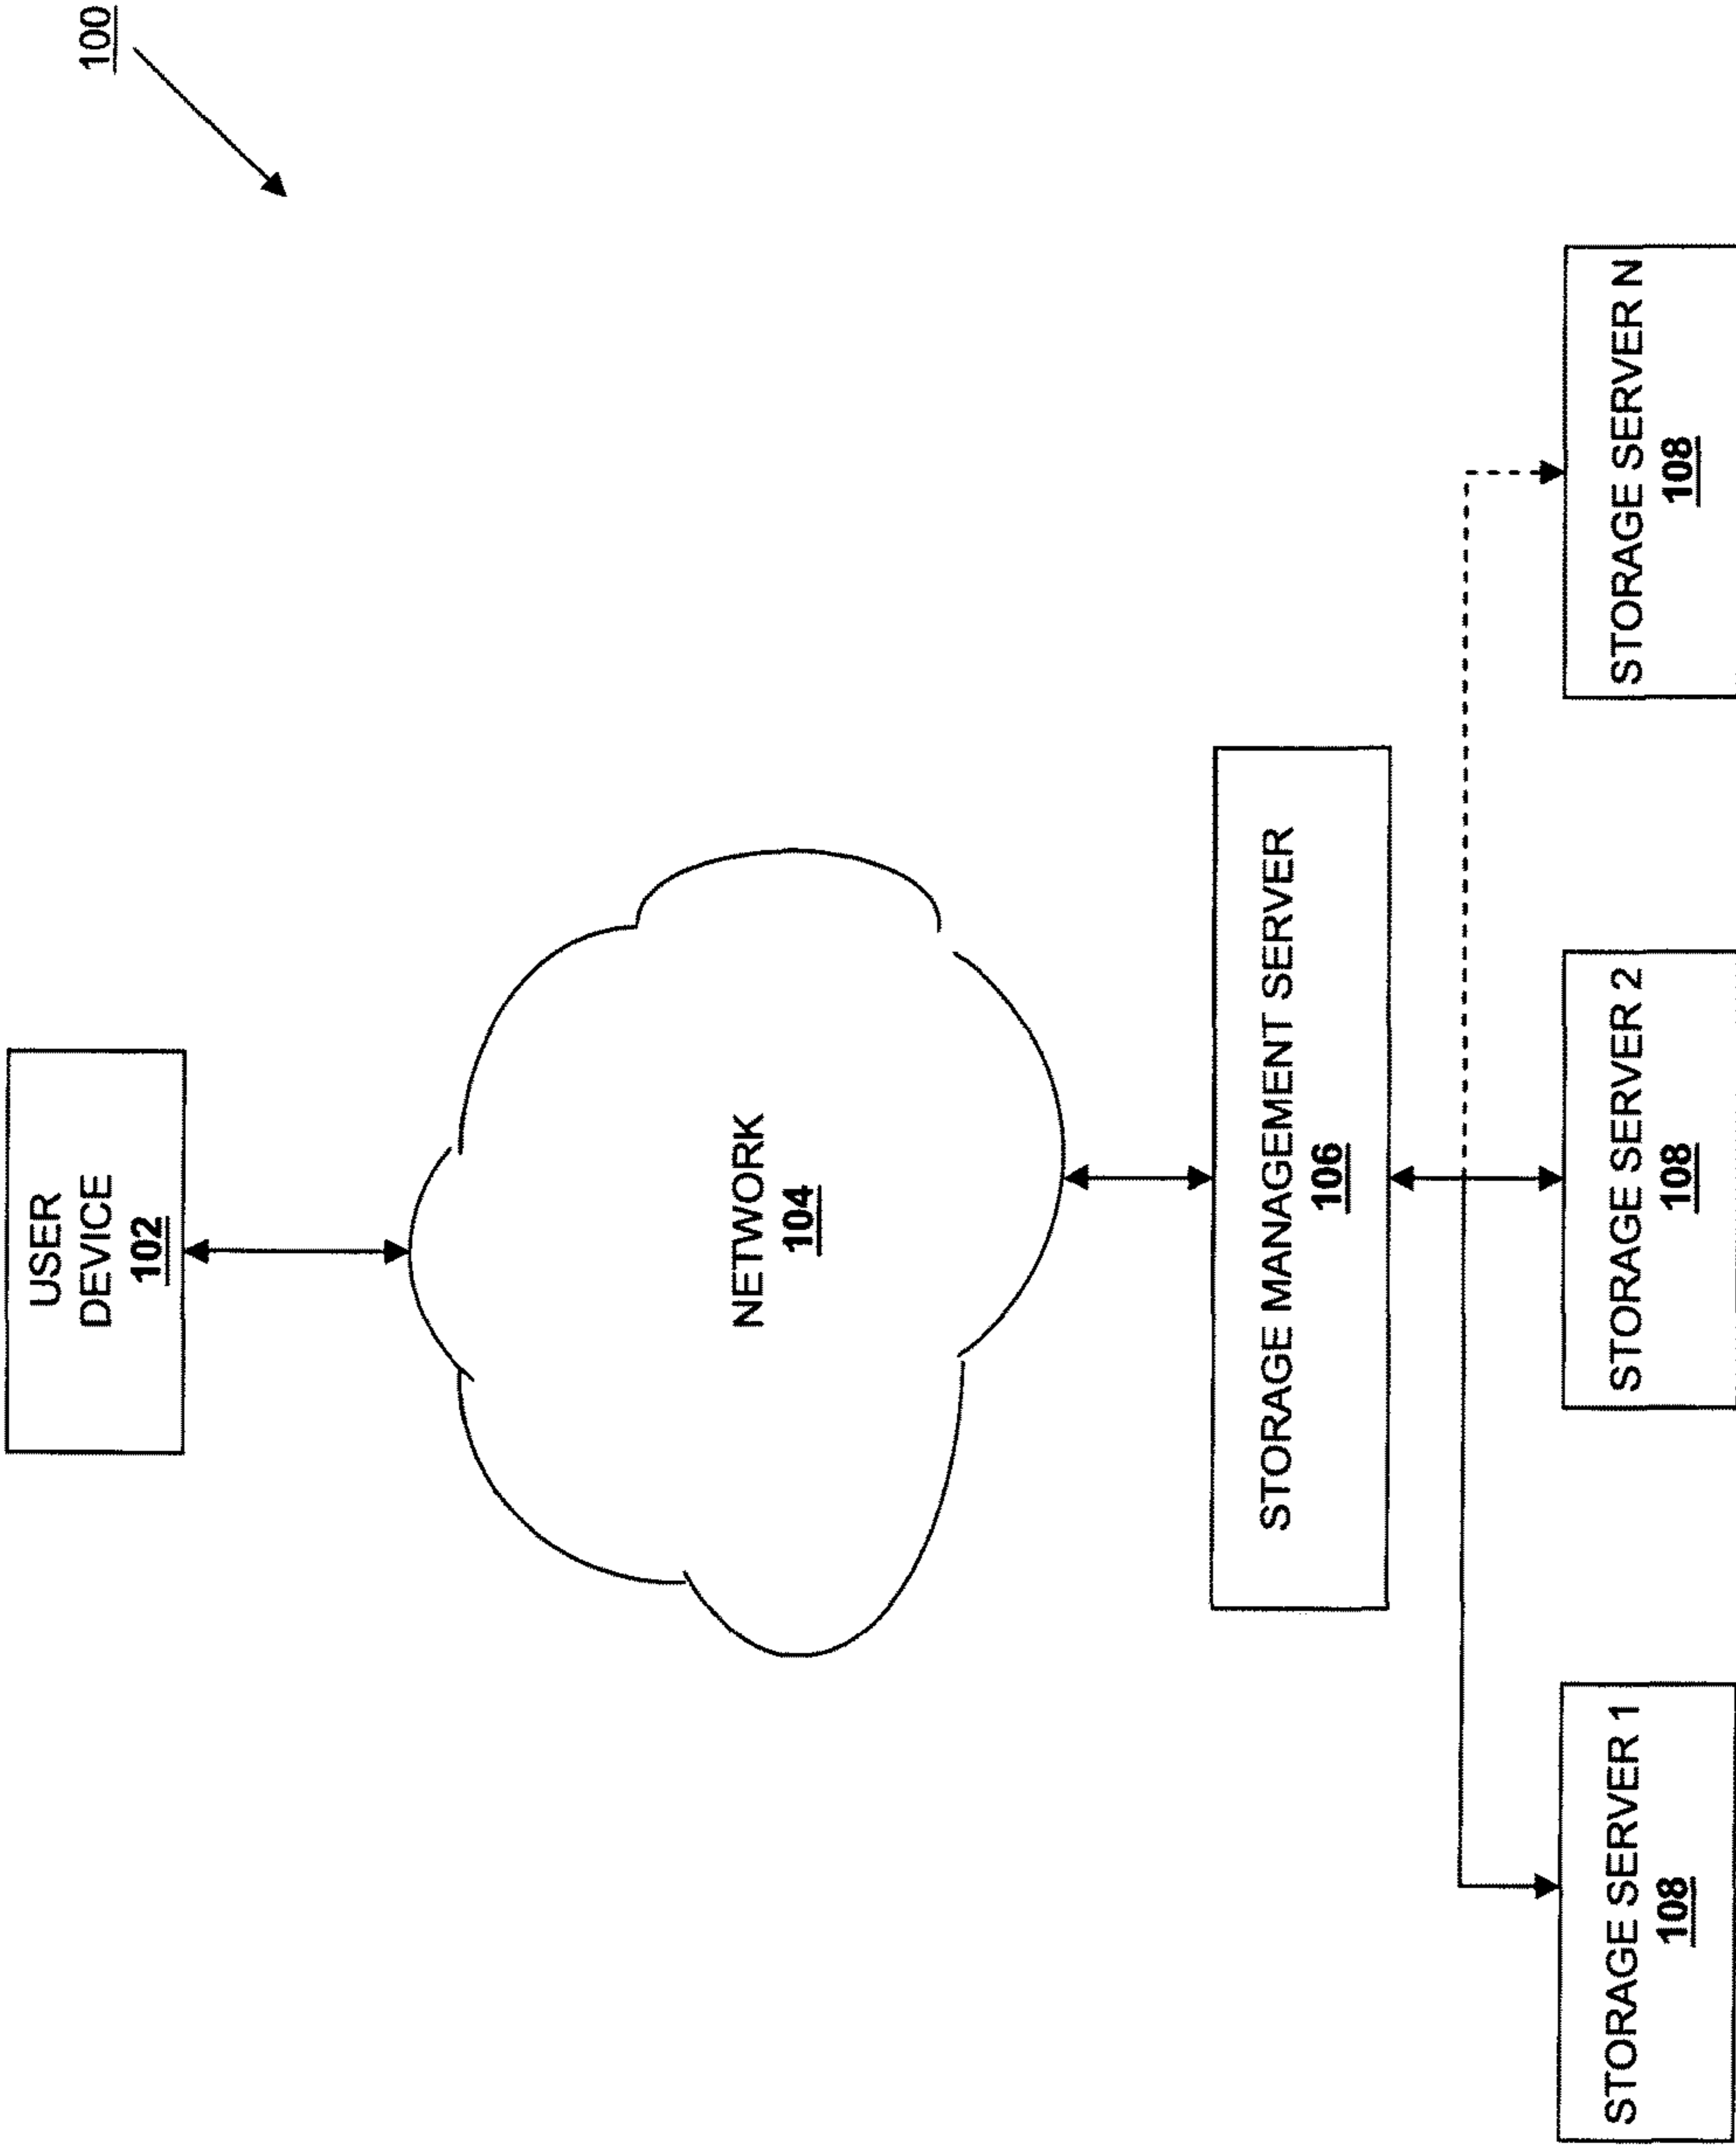 100
USER
DEVICE
102
NETWORK
104
STORAGE MANAGEMENT SERVER
106
STORAGE SERVER 1
108
STORAGE SERVER 2
108
STORAGE SERVER N
108